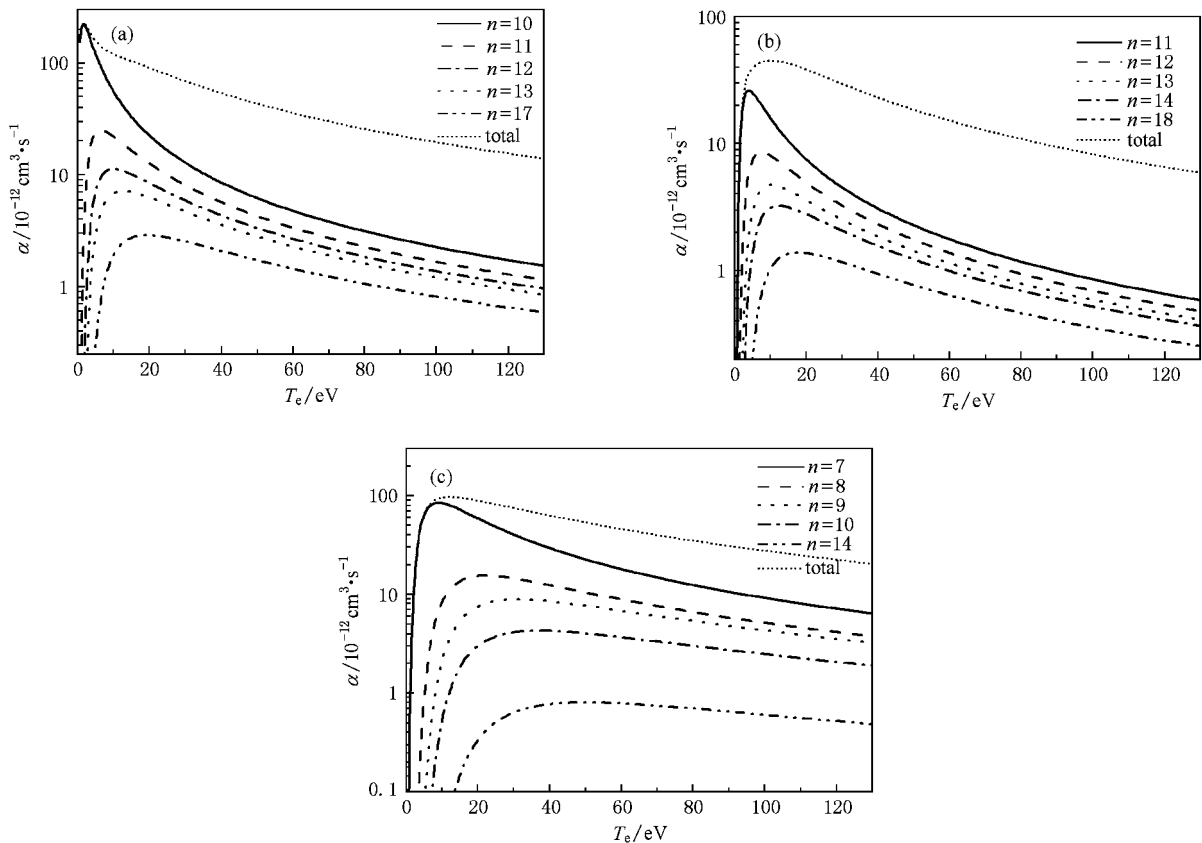 (a)
n=10
n=11
n=12
n=13
n=17
total
100
10
1
α/10⁻¹²cm³·s⁻¹
0 20 40 60 80 100 120
Tₑ/eV
(b)
n=11
n=12
n=13
n=14
n=18
total
100
10
1
α/10⁻¹²cm³·s⁻¹
0 20 40 60 80 100 120
Tₑ/eV
(c)
n=7
n=8
n=9
n=10
n=14
total
100
10
1
0.1
α/10⁻¹²cm³·s⁻¹
0 20 40 60 80 100 120
Tₑ/eV